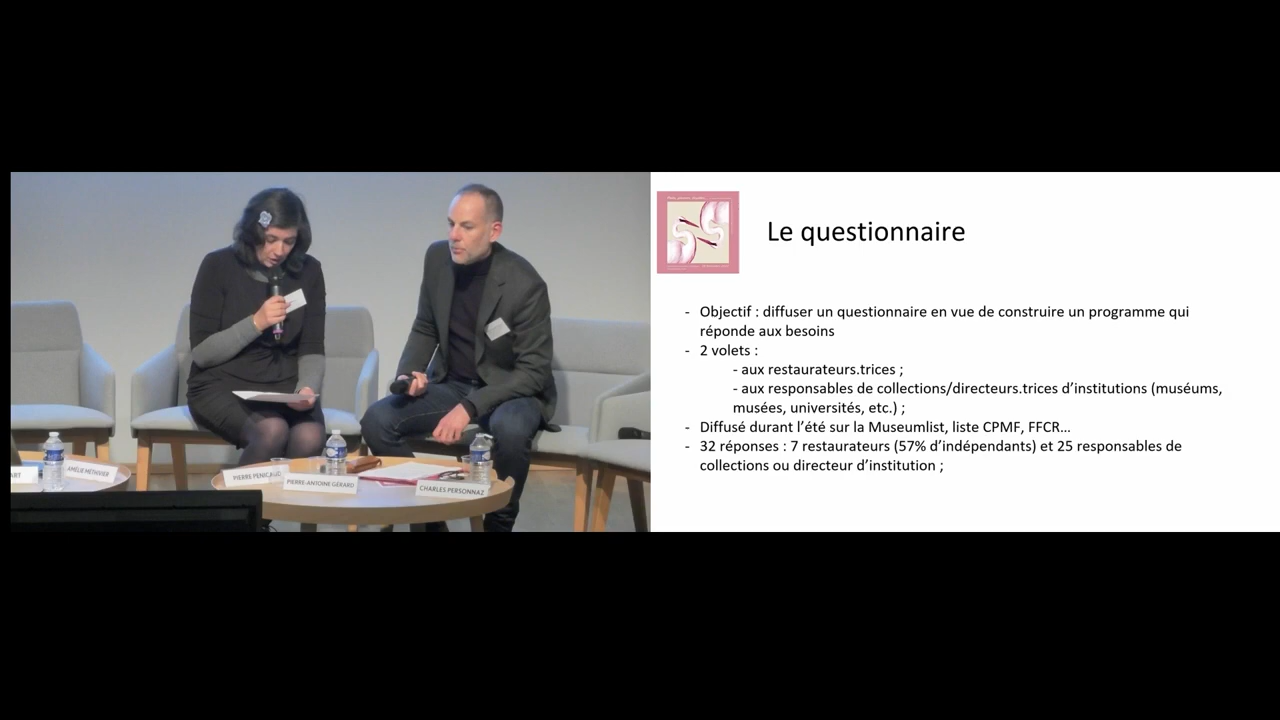 ART
AMÉLIE METHIVIER
PIERRE PENICAUD
PIERRE-ANTOINE GÉRARD
CHARLES PERSONNAZ
Le questionnaire
- Objectif : diffuser un questionnaire en vue de construire un programme qui
réponde aux besoins
- 2 volets :
- aux restaurateurs.trices ;
- aux responsables de collections/directeurs.trices d’institutions (muséums,
musées, universités, etc.) ;
- Diffusé durant l’été sur la Museumlist, liste CPMF, FFCR…
- 32 réponses : 7 restaurateurs (57% d’indépendants) et 25 responsables de
collections ou directeur d’institution ;